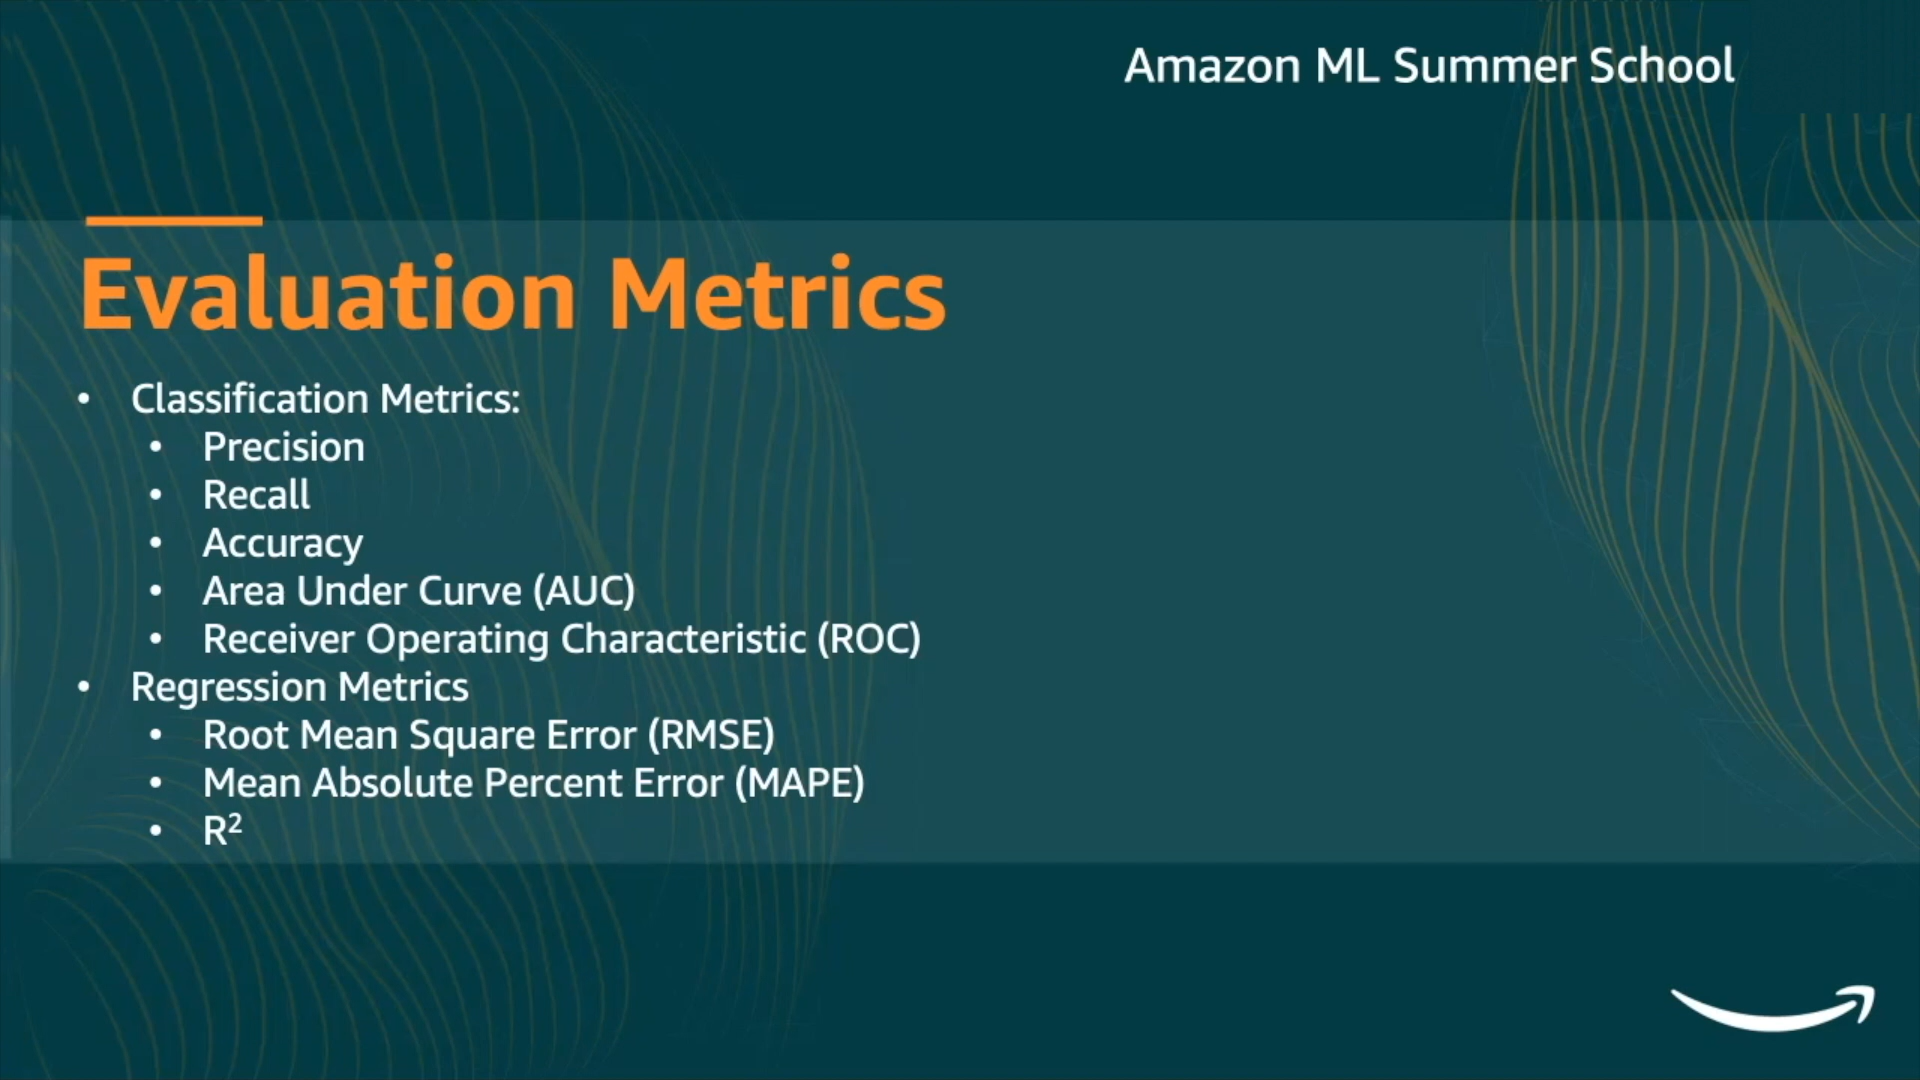 Amazon ML Summer School
Evaluation Metrics
• Classification Metrics:
• Precision
• Recall
• Accuracy
• Area Under Curve (AUC)
• Receiver Operating Characteristic (ROC)
• Regression Metrics
• Root Mean Square Error (RMSE)
• Mean Absolute Percent Error (MAPE)
• R²